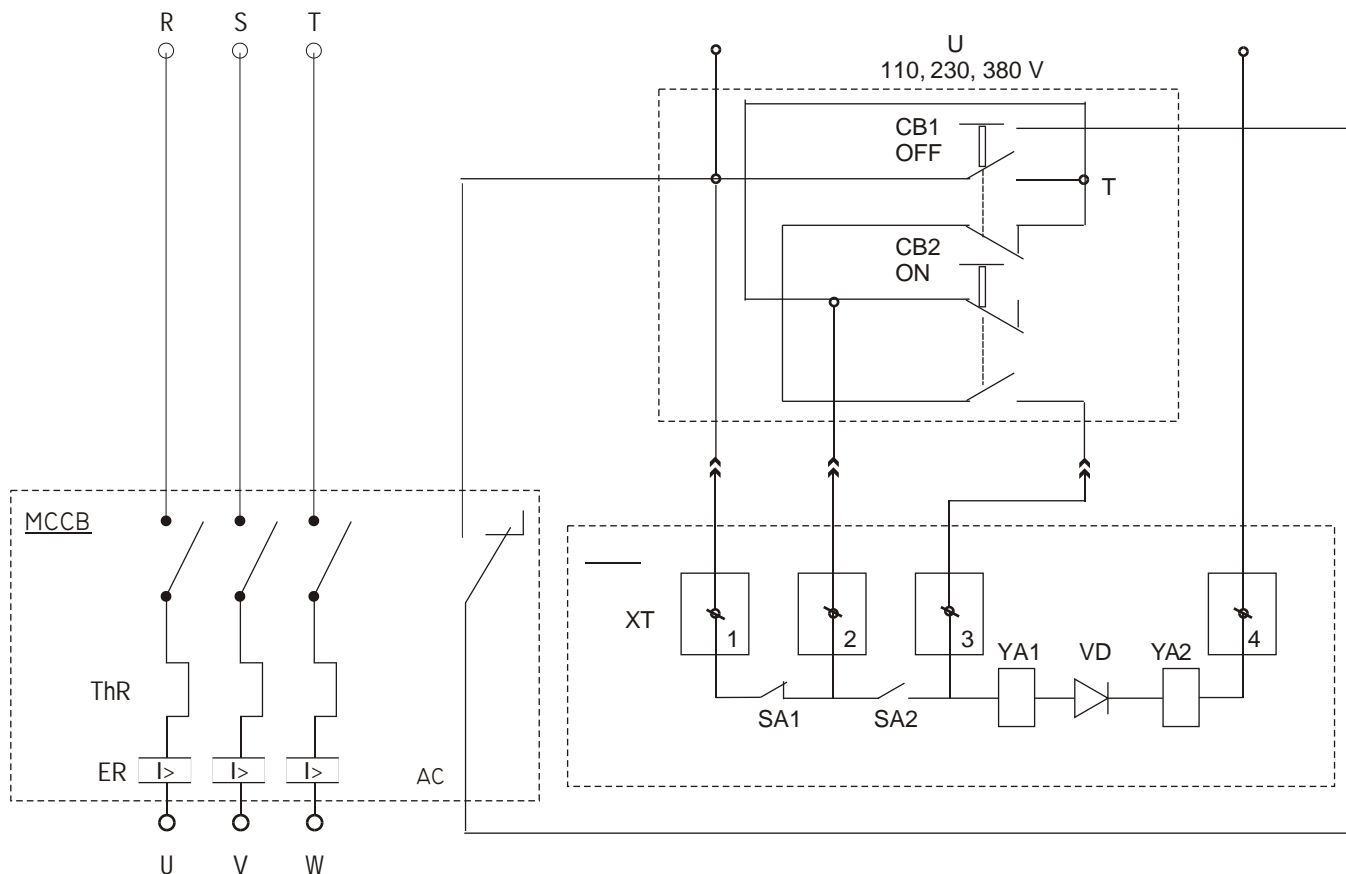 R S T
U
110, 230, 380 V
CB1
OFF
T
CB2
ON
MCCB
XT
1 2 3 4
YA1 VD YA2
ThR
SA1 SA2
ER I> I> I> AC
U V W